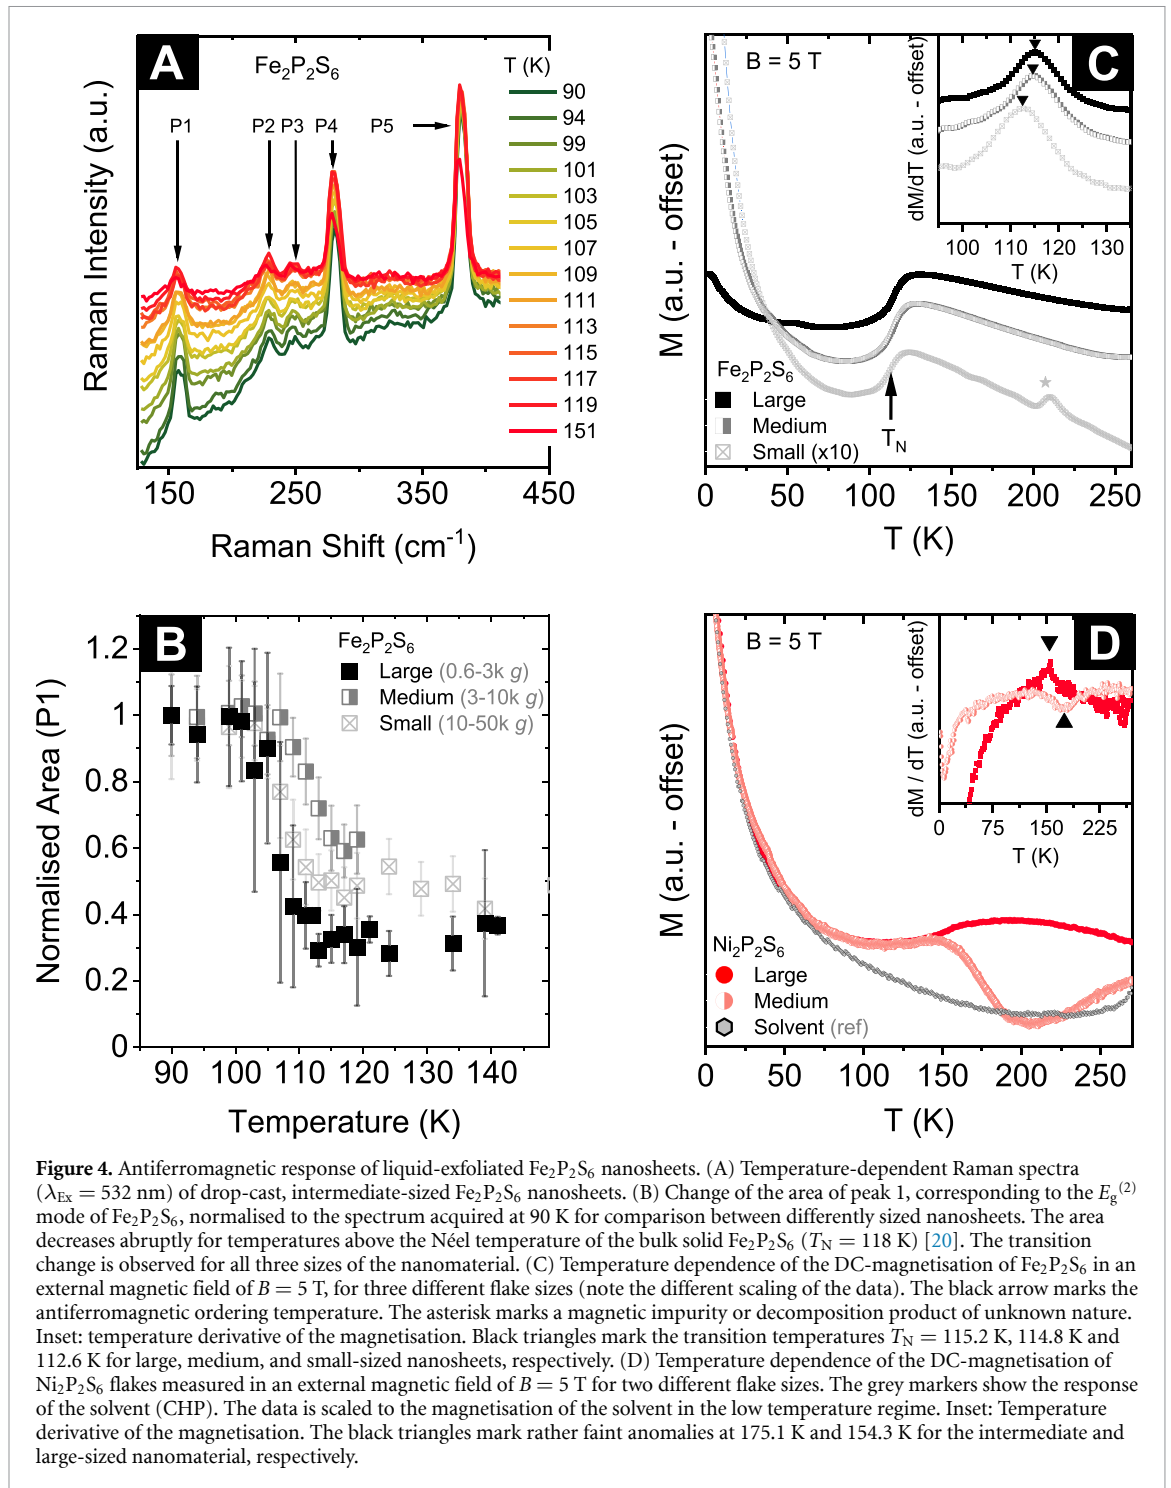 A
Fe2P2S6
T (K)
P1
P2
P3
P4
P5
90
94
99
101
103
105
107
109
111
113
115
117
119
151
Raman Intensity (a.u.)
150
250
350
450
Raman Shift (cm-1)
C
B = 5 T
M (a.u. - offset)
dM/dT (a.u. - offset)
100
110
120
130
T (K)
Fe2P2S6
Large
Medium
Small (x10)
TN
0
50
100
150
200
250
T (K)
B
Fe2P2S6
Large (0.6-3k g)
Medium (3-10k g)
Small (10-50k g)
Normalised Area (P1)
1.2
1
0.8
0.6
0.4
0.2
0
90
100
110
120
130
140
Temperature (K)
D
B = 5 T
M (a.u. - offset)
dM / dT (a.u. - offset)
0
75
150
225
T (K)
Ni2P2S6
Large
Medium
Solvent (ref)
0
50
100
150
200
250
T (K)
Figure 4. Antiferromagnetic response of liquid-exfoliated Fe2P2S6 nanosheets. (A) Temperature-dependent Raman spectra
(λEx = 532 nm) of drop-cast, intermediate-sized Fe2P2S6 nanosheets. (B) Change of the area of peak 1, corresponding to the Eg(2)
mode of Fe2P2S6, normalised to the spectrum acquired at 90 K for comparison between differently sized nanosheets. The area
decreases abruptly for temperatures above the Néel temperature of the bulk solid Fe2P2S6 (TN = 118 K) [20]. The transition
change is observed for all three sizes of the nanomaterial. (C) Temperature dependence of the DC-magnetisation of Fe2P2S6 in an
external magnetic field of B = 5 T, for three different flake sizes (note the different scaling of the data). The black arrow marks the
antiferromagnetic ordering temperature. The asterisk marks a magnetic impurity or decomposition product of unknown nature.
Inset: temperature derivative of the magnetisation. Black triangles mark the transition temperatures TN = 115.2 K, 114.8 K and
112.6 K for large, medium, and small-sized nanosheets, respectively. (D) Temperature dependence of the DC-magnetisation of
Ni2P2S6 flakes measured in an external magnetic field of B = 5 T for two different flake sizes. The grey markers show the response
of the solvent (CHP). The data is scaled to the magnetisation of the solvent in the low temperature regime. Inset: Temperature
derivative of the magnetisation. The black triangles mark rather faint anomalies at 175.1 K and 154.3 K for the intermediate and
large-sized nanomaterial, respectively.